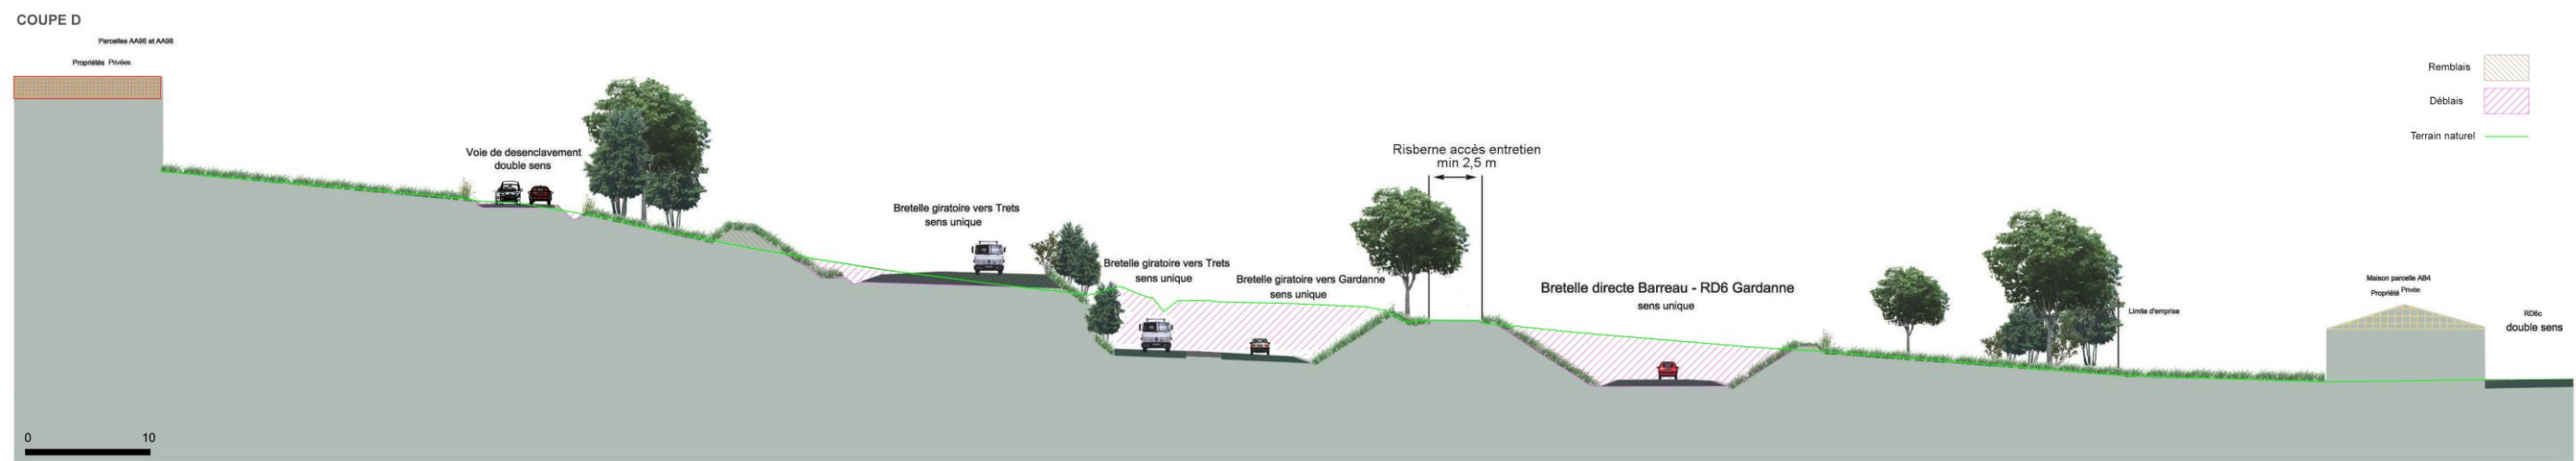 COUPE D
Parcelles AA96 et AA98
Propriétés Privées
Remblais
Déblais
Terrain naturel
Voie de desenclavement
double sens
Risberne accès entretien
min 2,5 m
Bretelle giratoire vers Trets
sens unique
Bretelle giratoire vers Trets
sens unique
Bretelle giratoire vers Gardanne
sens unique
Bretelle directe Barreau - RD6 Gardanne
sens unique
Limite d'emprise
Maison parcelle AB4
Propriété Privée
RD6c
double sens
0 10